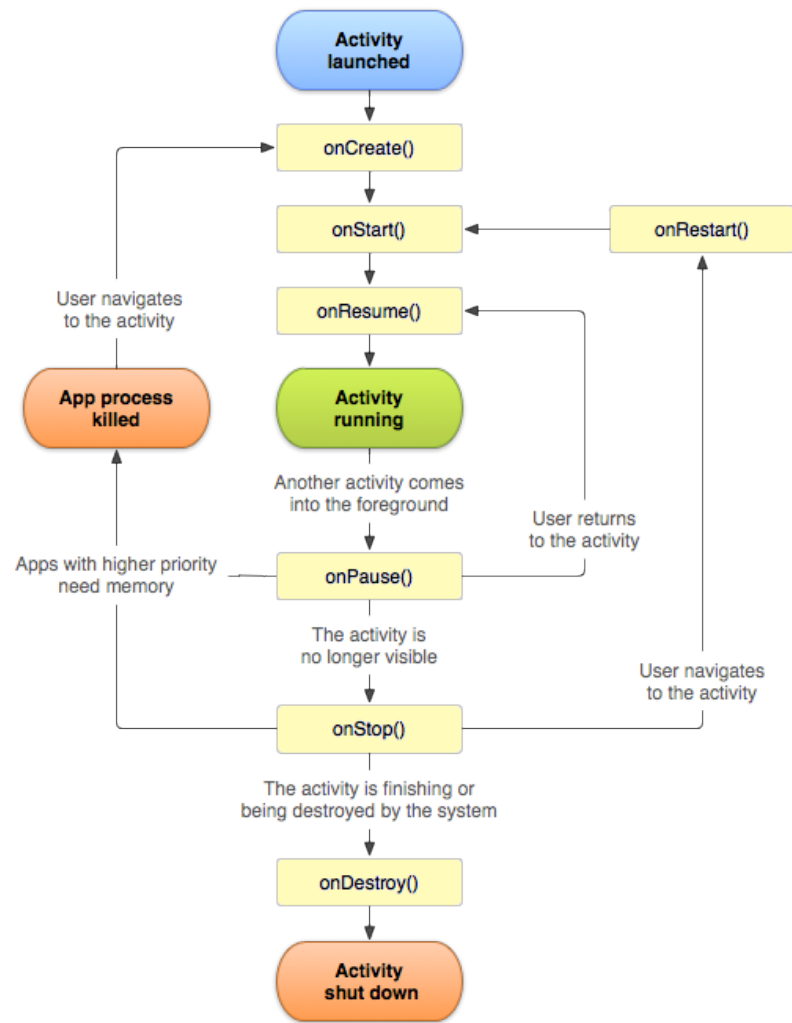 Activity
launched
onCreate()
onStart()
onRestart()
User navigates
to the activity
onResume()
App process
killed
Activity
running
Another activity comes
into the foreground
User returns
to the activity
Apps with higher priority
need memory
onPause()
The activity is
no longer visible
User navigates
to the activity
onStop()
The activity is finishing or
being destroyed by the system
onDestroy()
Activity
shut down